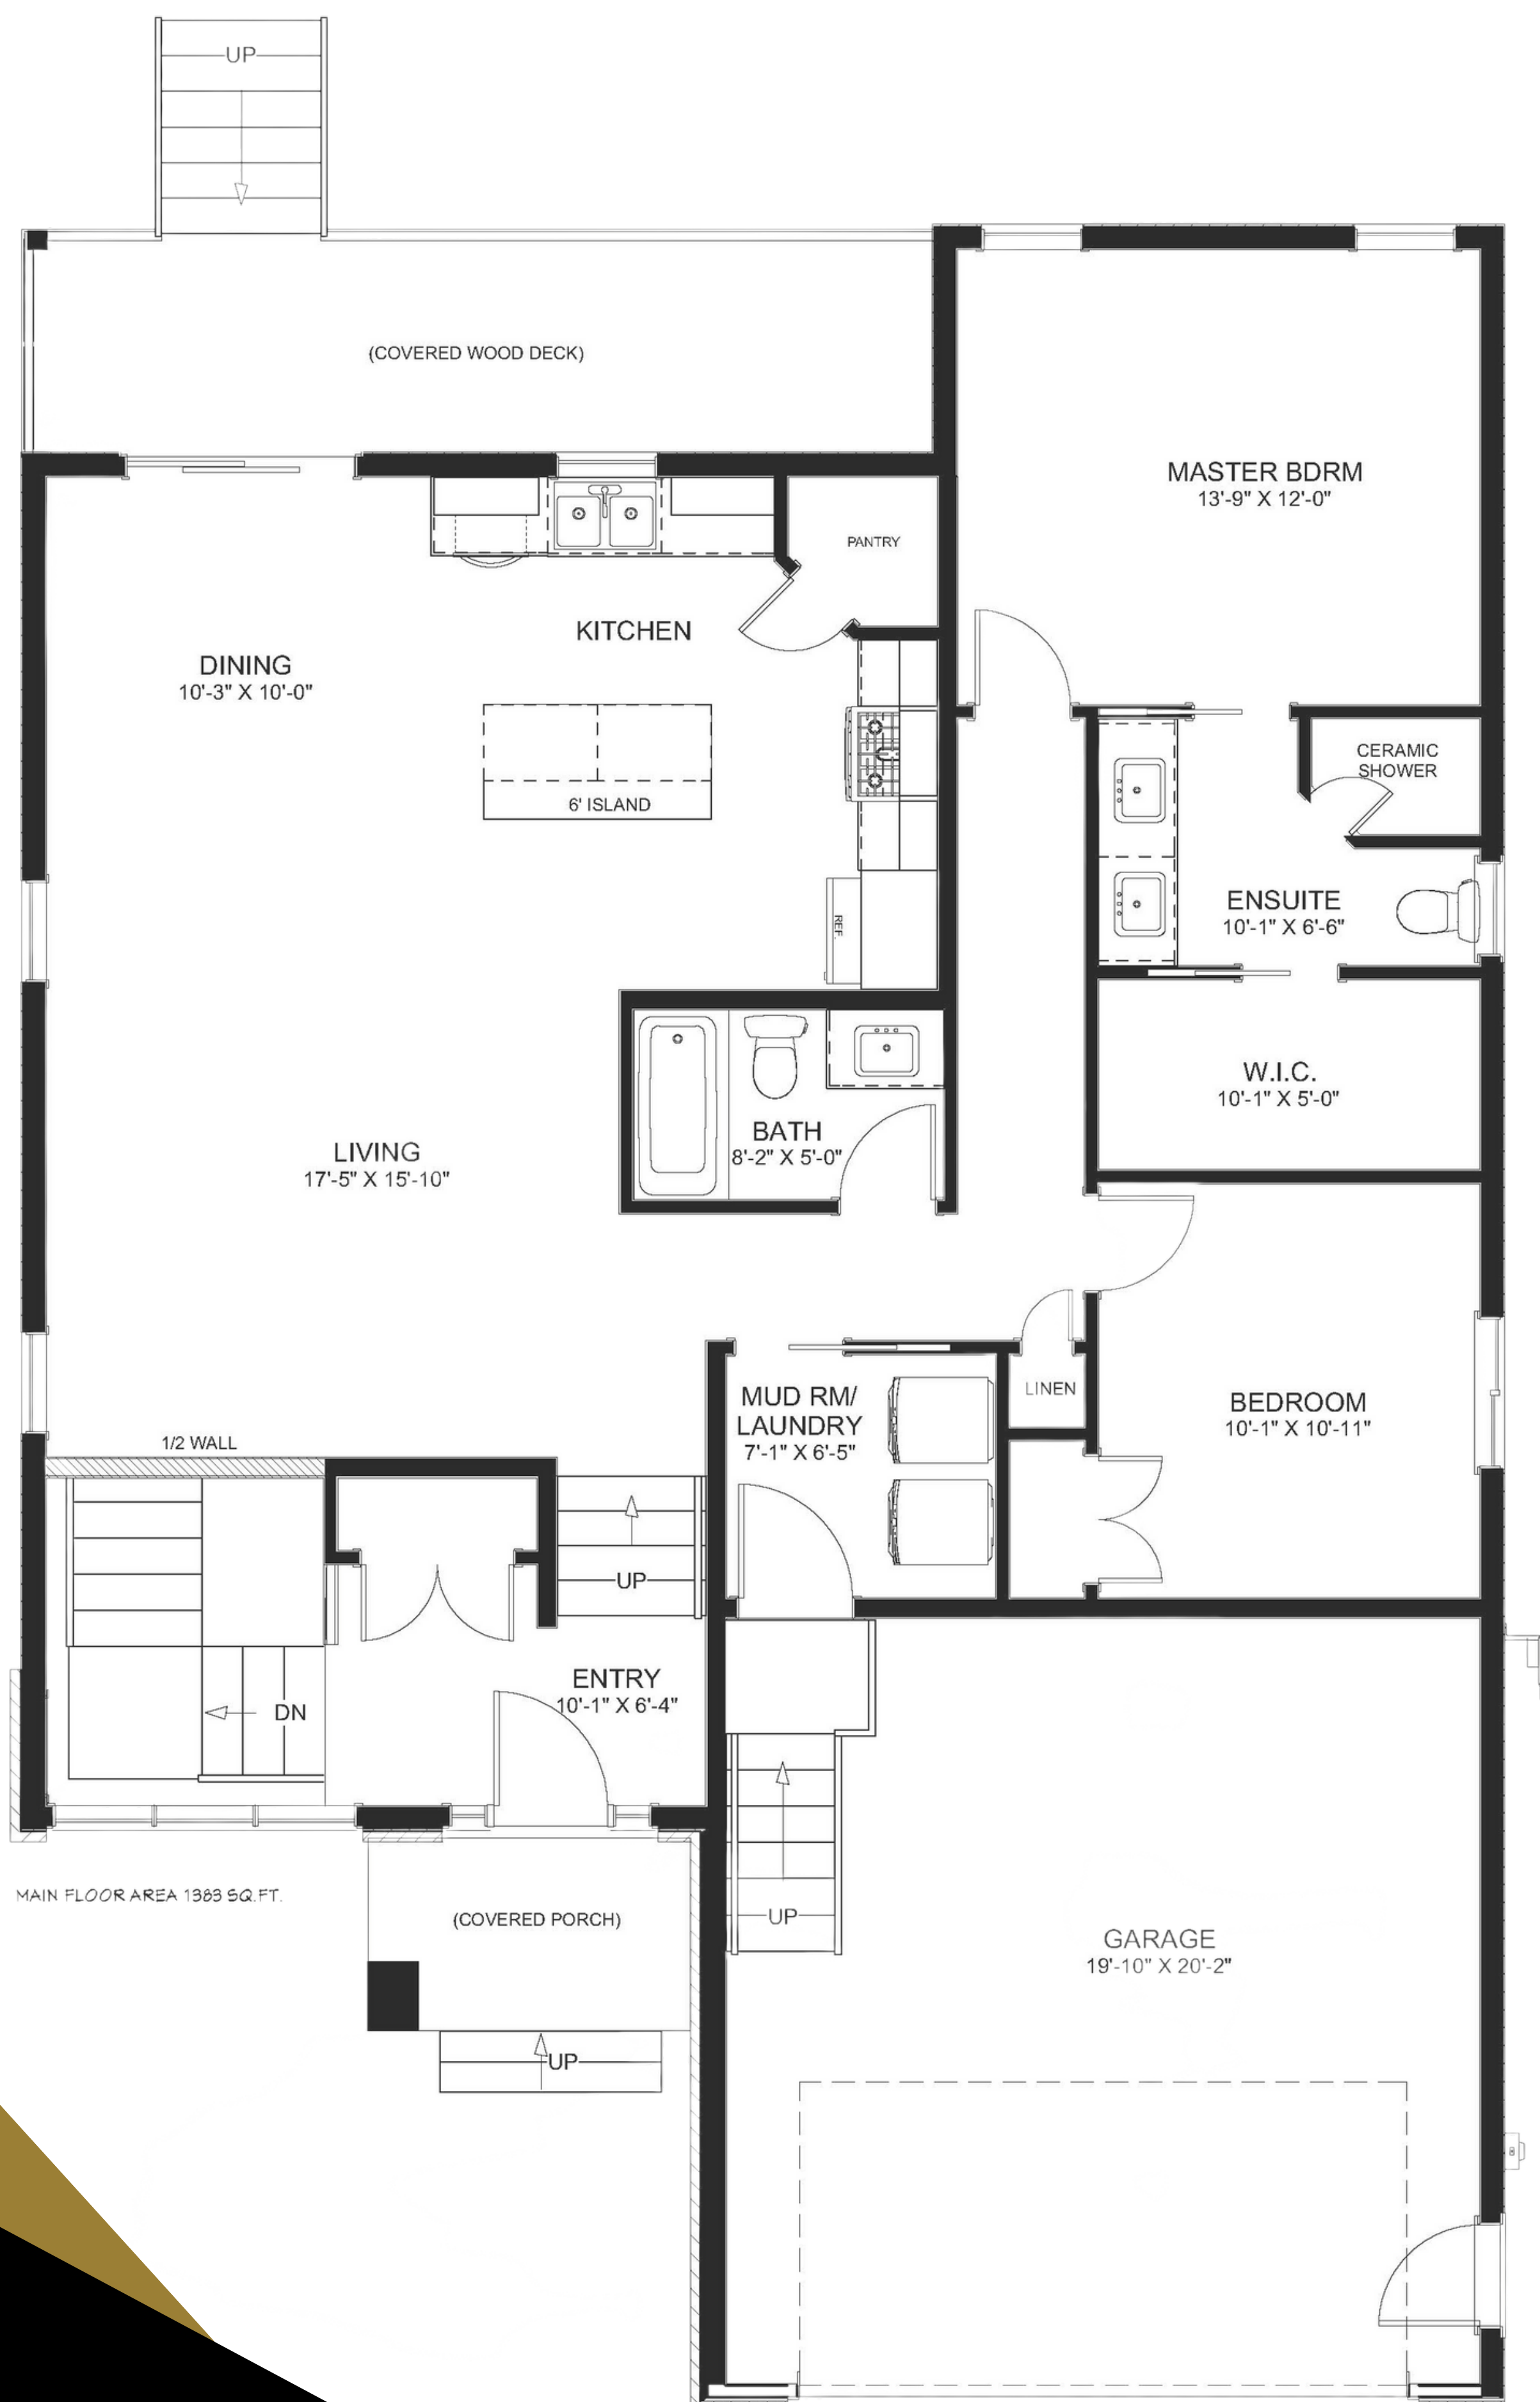 UP
(COVERED WOOD DECK)
MASTER BDRM
13'-9" X 12'-0"
PANTRY
KITCHEN
DINING
10'-3" X 10'-0"
CERAMIC
SHOWER
6' ISLAND
ENSUITE
10'-1" X 6'-6"
REF.
W.I.C.
10'-1" X 5'-0"
BATH
8'-2" X 5'-0"
LIVING
17'-5" X 15'-10"
LINEN
MUD RM/
LAUNDRY
7'-1" X 6'-5"
BEDROOM
10'-1" X 10'-11"
1/2 WALL
UP
ENTRY
10'-1" X 6'-4"
DN
MAIN FLOOR AREA 1383 SQ.FT.
(COVERED PORCH)
UP
GARAGE
19'-10" X 20'-2"
UP